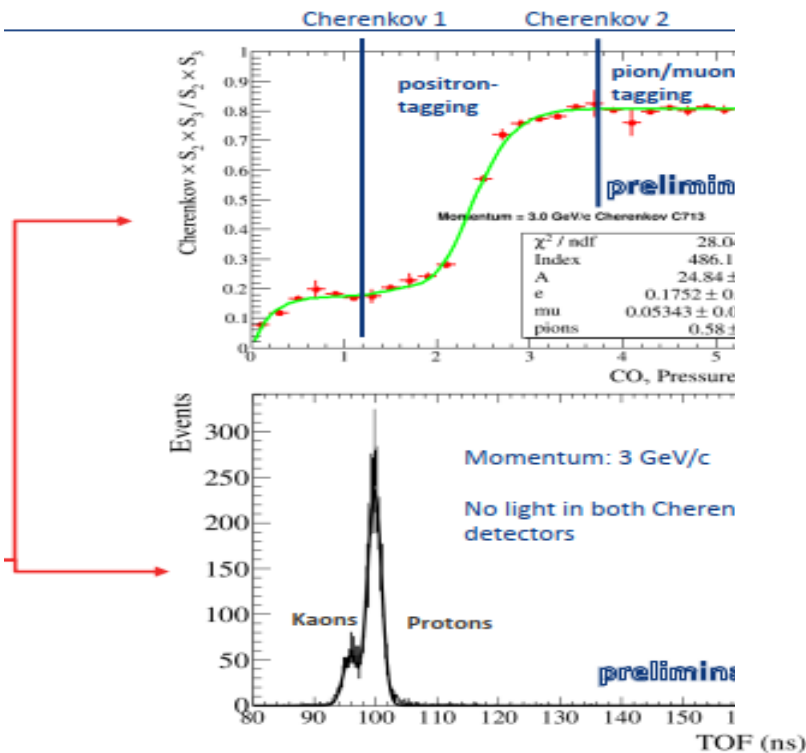 Cherenkov 1
Cherenkov 2
Cherenkov × S₂ × S₃ / S₂ × S₃
1
0.9
0.8
0.7
0.6
0.5
0.4
0.3
0.2
0.1
0
0
1
2
3
4
5
positron-
tagging
pion/muon
tagging
prelimina
Momentum = 3.0 GeV/c Cherenkov C713
χ² / ndf 28.0
Index 486.1
A 24.84 ±
e 0.1752 ± 0.
mu 0.05343 ± 0.0
pions 0.58 ±
CO, Pressure
Events
300
250
200
150
100
50
0
80 90 100 110 120 130 140 150
Momentum: 3 GeV/c
No light in both Cheren
detectors
Kaons
Protons
prelimina
TOF (ns)